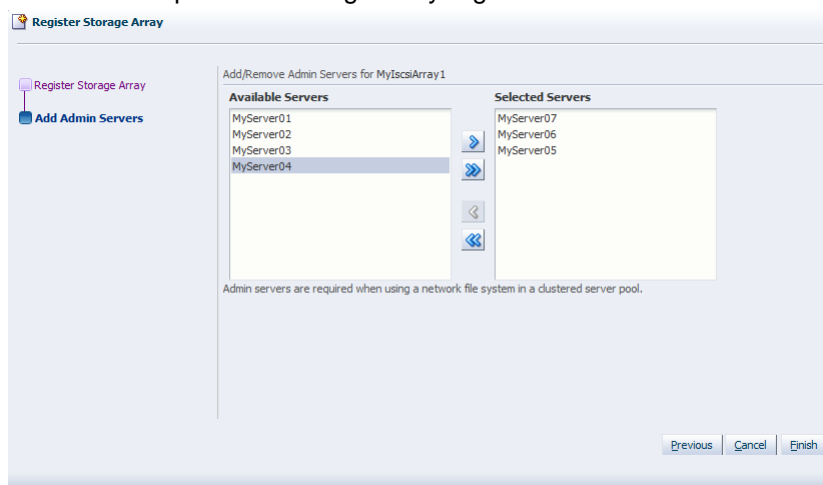 Register Storage Array
Register Storage Array
Add Admin Servers
Add/Remove Admin Servers for MyIscsiArray1
Available Servers
MyServer01
MyServer02
MyServer03
MyServer04
Selected Servers
MyServer07
MyServer06
MyServer05
Admin servers are required when using a network file system in a clustered server pool.
Previous
Cancel
Finish